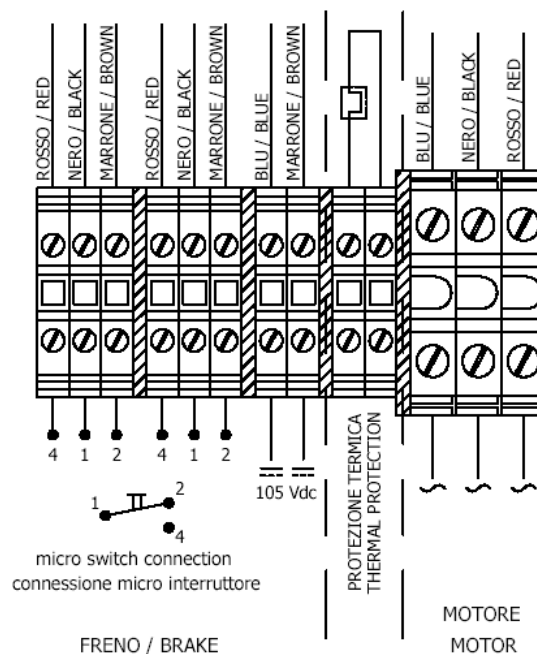 ROSSO / RED
NERO / BLACK
MARRONE / BROWN
ROSSO / RED
NERO / BLACK
MARRONE / BROWN
BLU / BLUE
MARRONE / BROWN
BLU / BLUE
NERO / BLACK
ROSSO / RED
4 1 2 4 1 2
105 Vdc
PROTEZIONE TERMICA
THERMAL PROTECTION
1 2
4
micro switch connection
connessione micro interruttore
FRENO / BRAKE
MOTORE
MOTOR